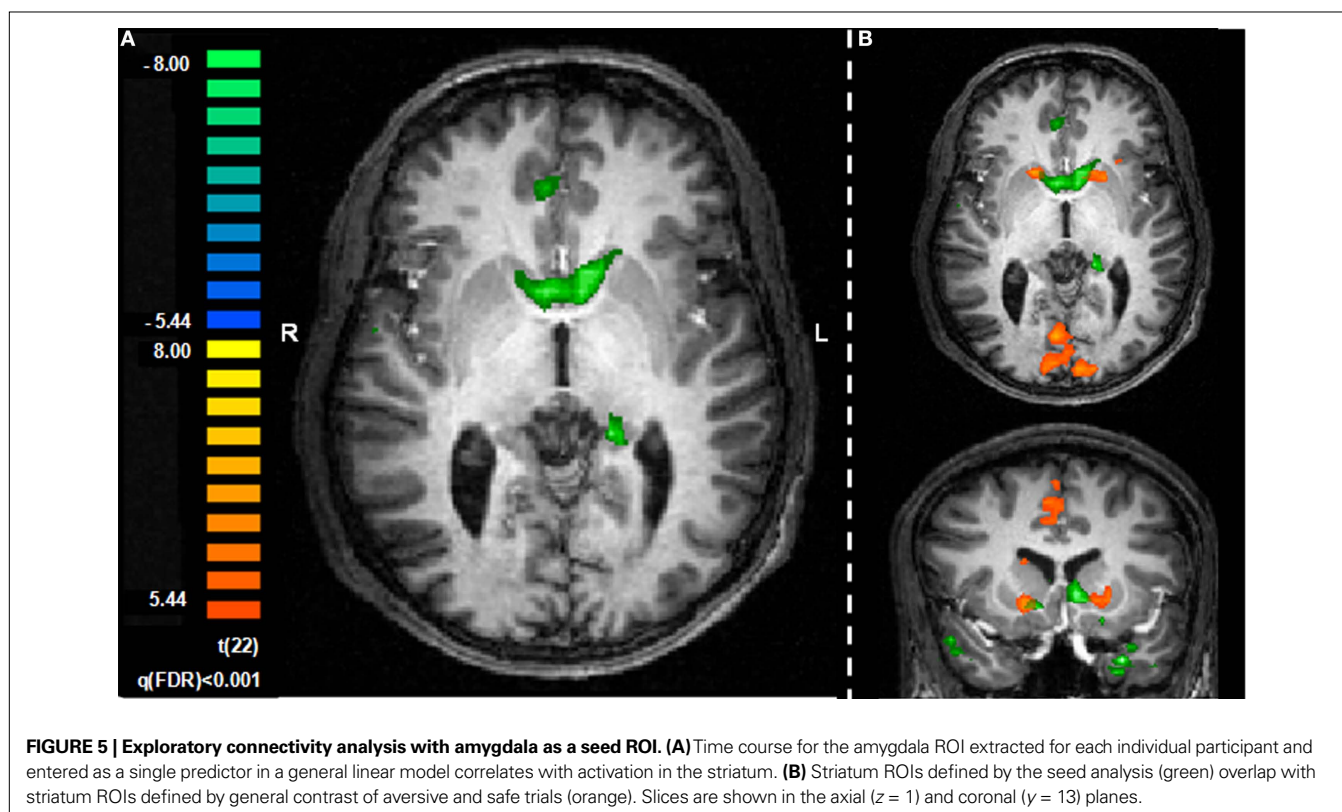 A
B
- 8.00
- 5.44
8.00
5.44
t(22)
q(FDR)<0.001
R
L
FIGURE 5 | Exploratory connectivity analysis with amygdala as a seed ROI. (A) Time course for the amygdala ROI extracted for each individual participant and
entered as a single predictor in a general linear model correlates with activation in the striatum. (B) Striatum ROIs defined by the seed analysis (green) overlap with
striatum ROIs defined by general contrast of aversive and safe trials (orange). Slices are shown in the axial (z = 1) and coronal (y = 13) planes.